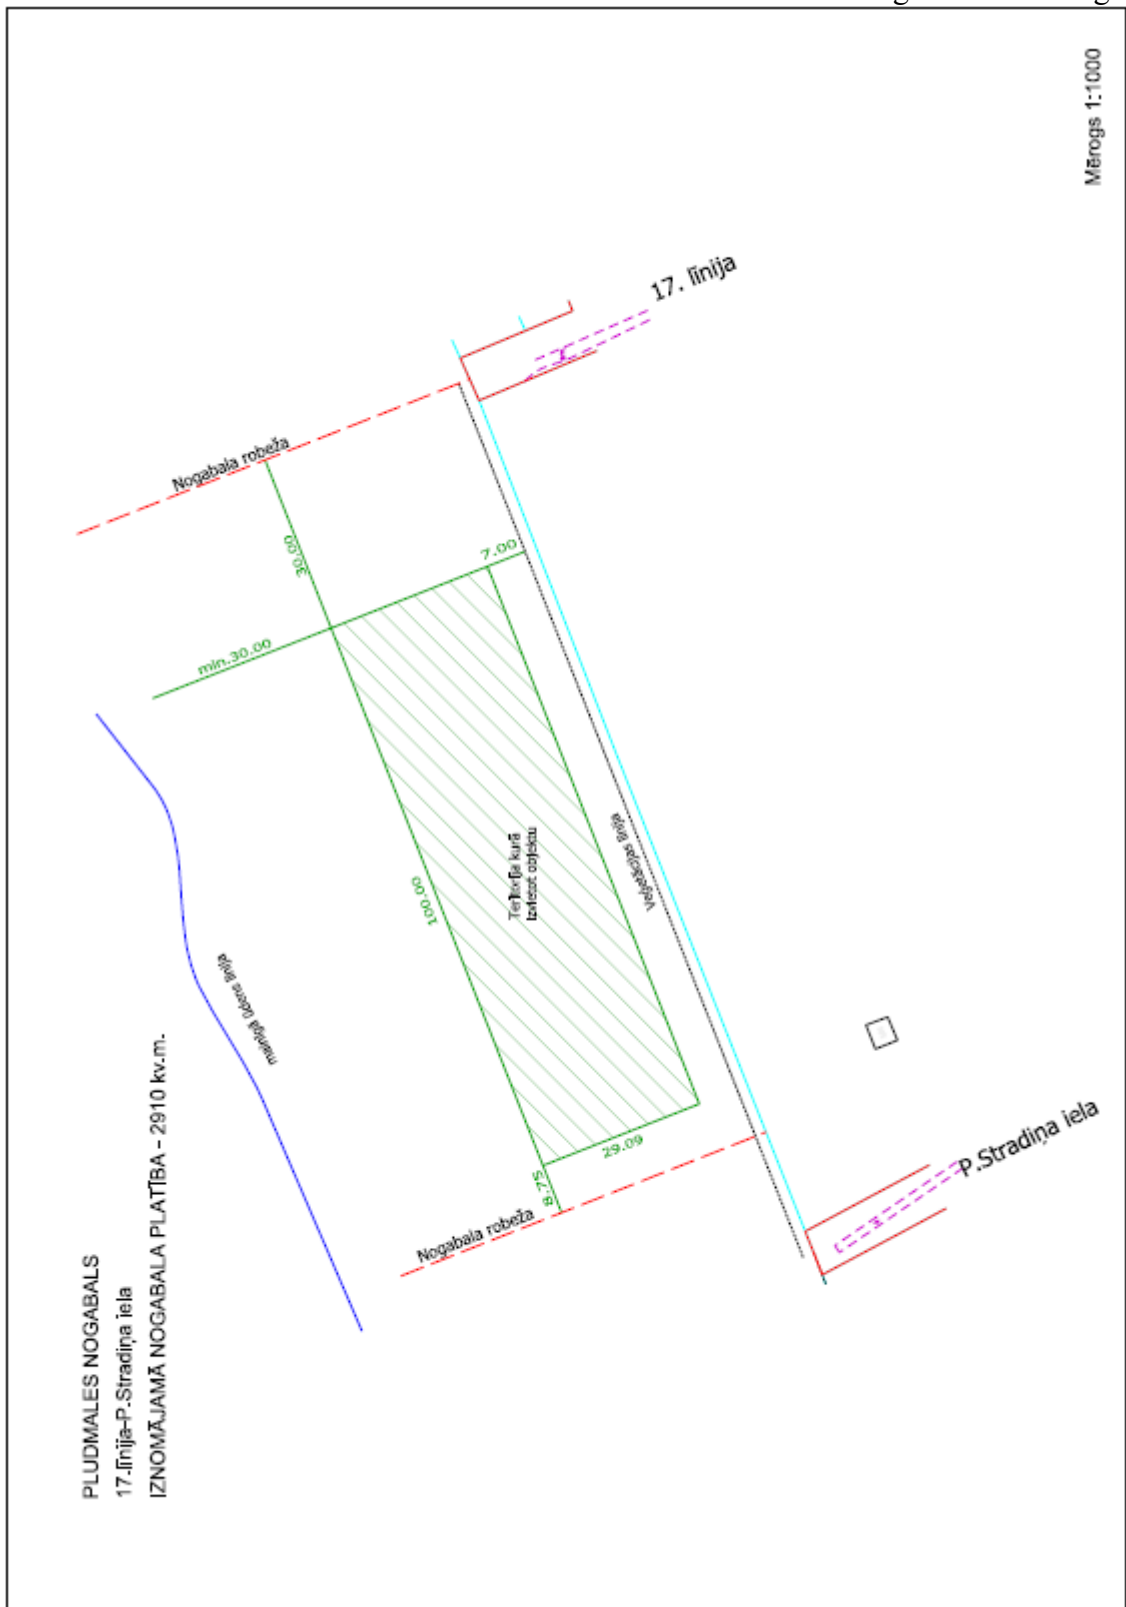 Mērogs 1:1000
17. līnija
Nogabala robeža
30.00
7.00
min.30.00
Teritorija kurā
izvietot objektu
Veģetācijas līnija
100.00
mainīgā ūdens līnija
29.09
8.75
Nogabala robeža
P.Stradiņa iela
PLUDMALES NOGABALS
17.līnija-P.Stradiņa iela
IZNOMĀJAMĀ NOGABALA PLATĪBA - 2910 kv.m.